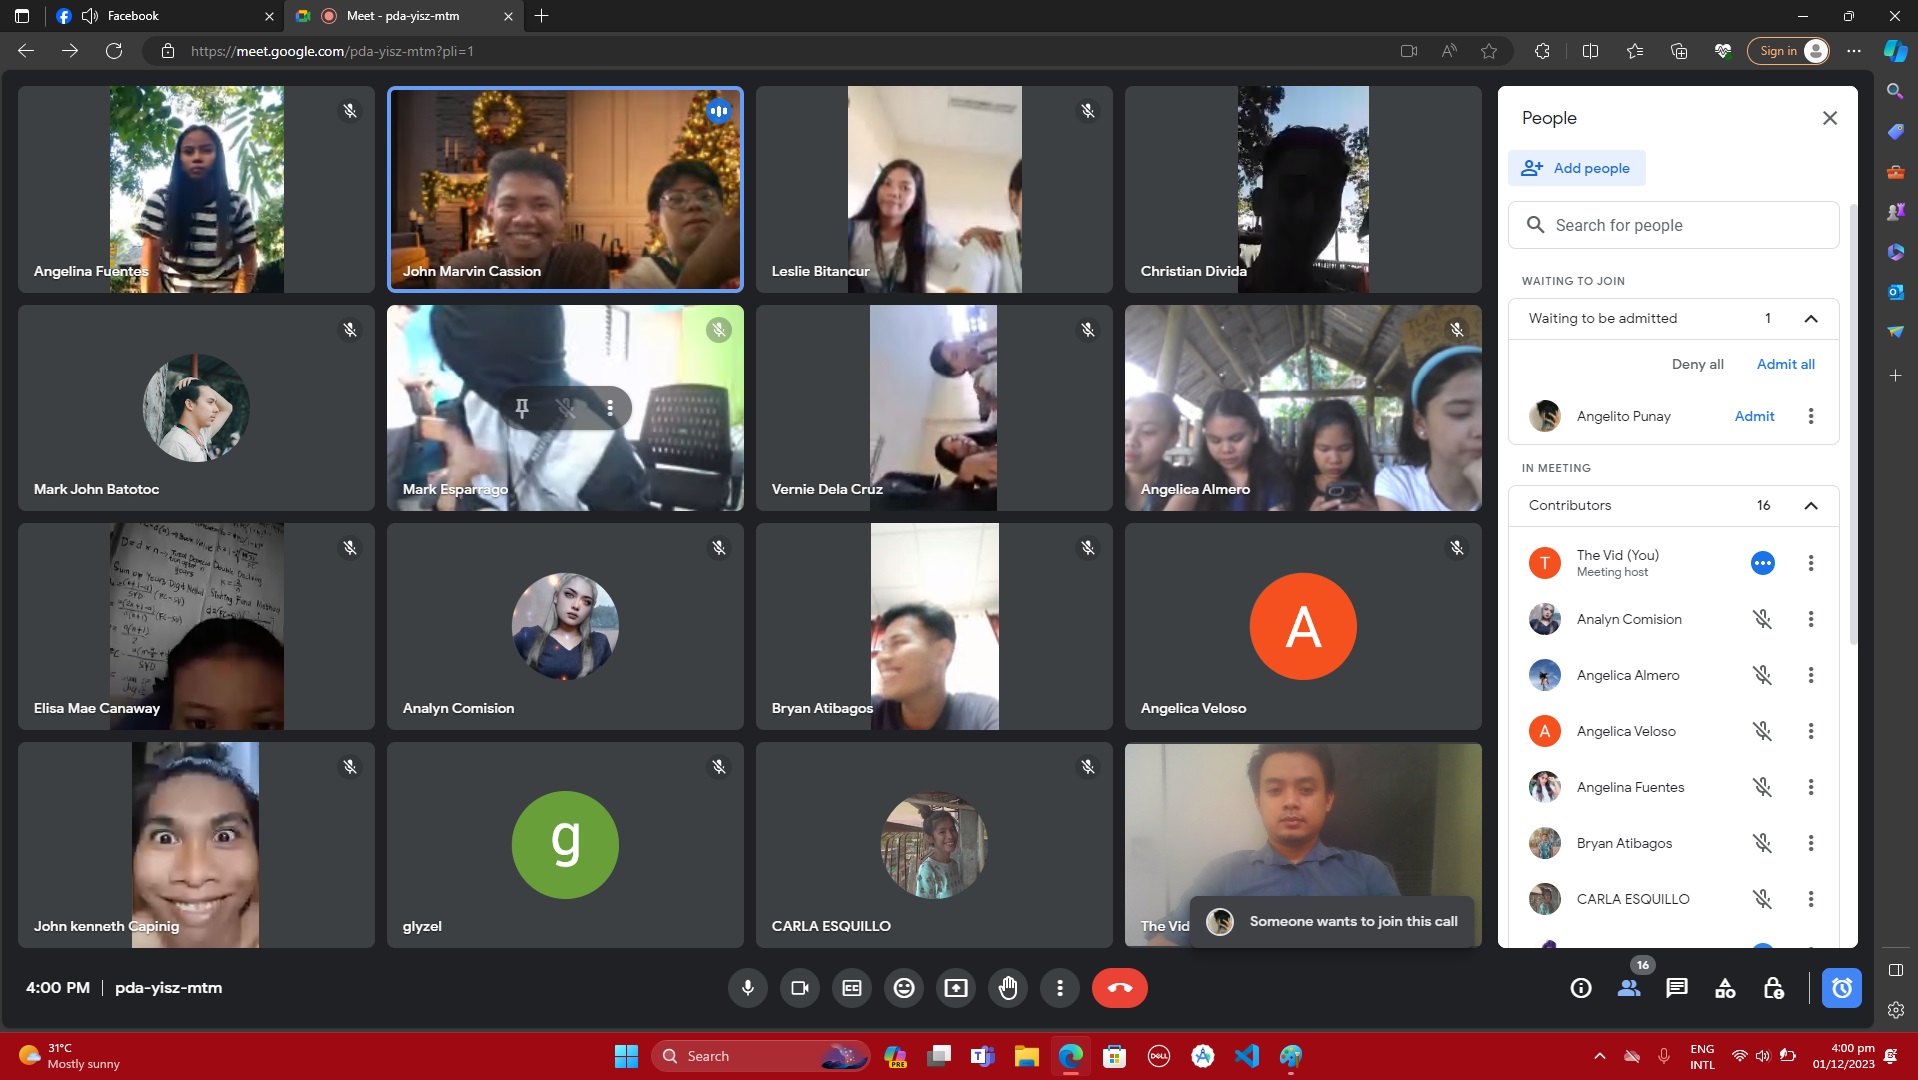 Facebook
Meet - pda-yisz-mtm
https://meet.google.com/pda-yisz-mtm?pli=1
Sign in
Angelina Fuentes
John Marvin Cassion
Leslie Bitancur
Christian Divida
Mark John Batotoc
Mark Esparrago
Vernie Dela Cruz
Angelica Almero
Elisa Mae Canaway
Analyn Comision
Bryan Atibagos
A
Angelica Veloso
John kenneth Capinig
g
glyzel
CARLA ESQUILLO
The Vid
Someone wants to join this call
People
Add people
Search for people
WAITING TO JOIN
Waiting to be admitted 1
Deny all Admit all
Angelito Punay Admit
IN MEETING
Contributors 16
T The Vid (You)
Meeting host
Analyn Comision
Angelica Almero
A Angelica Veloso
Angelina Fuentes
Bryan Atibagos
CARLA ESQUILLO
4:00 PM | pda-yisz-mtm
16
31°C
Mostly sunny
Search
PRE
DELL
ENG
INTL
4:00 pm
01/12/2023